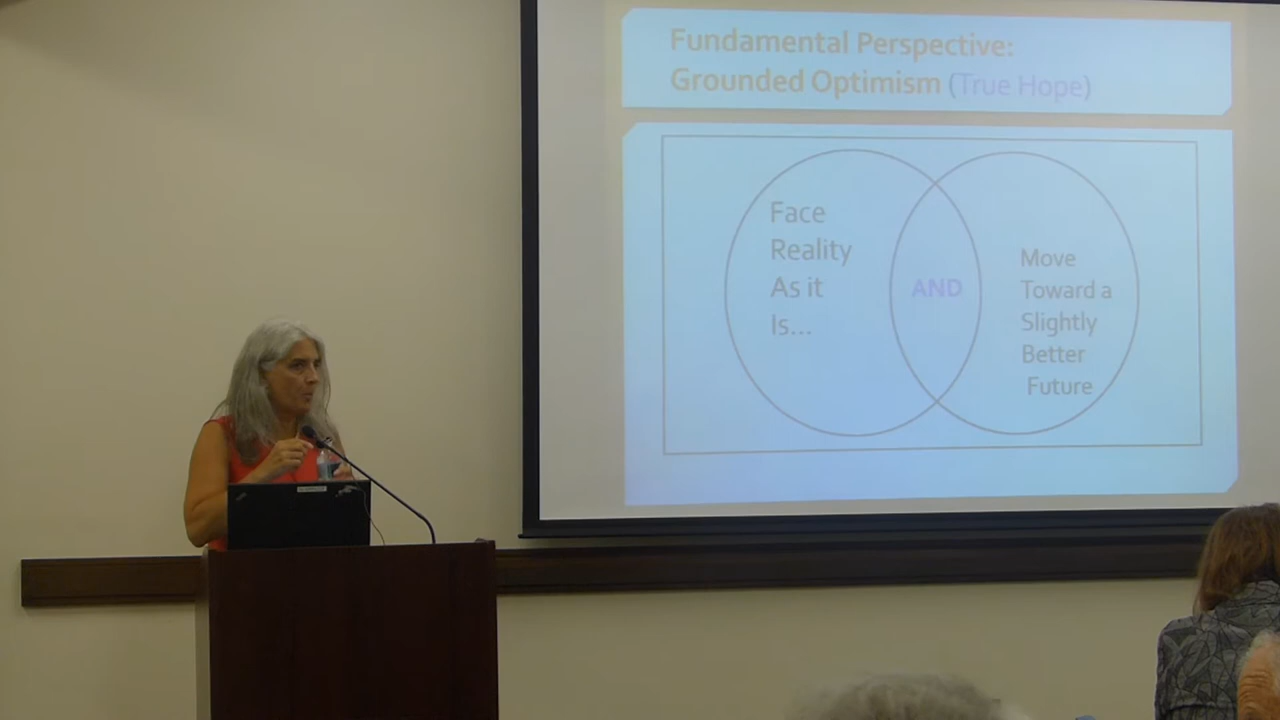 Fundamental Perspective:
Grounded Optimism (True Hope)
Face
Reality
As it
Is...
AND
Move
Toward a
Slightly
Better
Future